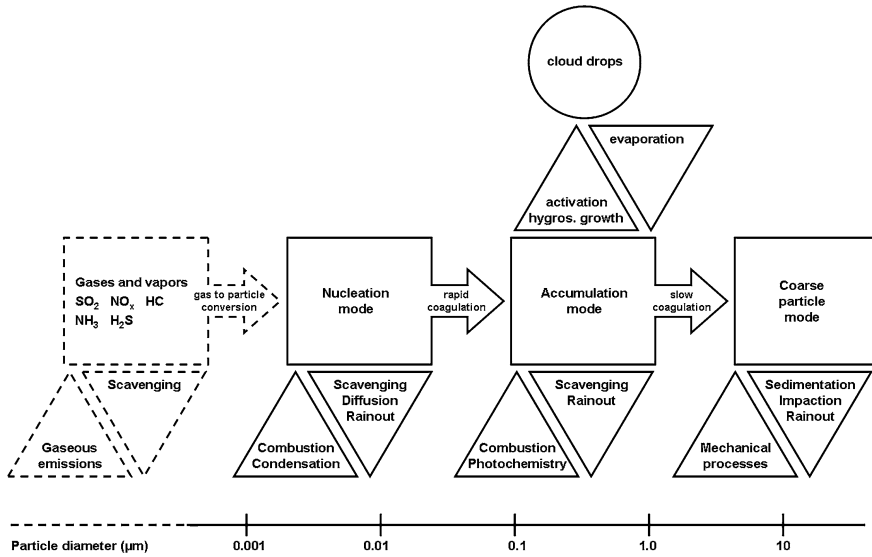 cloud drops
evaporation
activation
hygros. growth
Gases and vapors
SO₂ NOₓ HC
NH₃ H₂S
gas to particle
conversion
Nucleation
mode
rapid
coagulation
Accumulation
mode
slow
coagulation
Coarse
particle
mode
Scavenging
Gaseous
emissions
Scavenging
Diffusion
Rainout
Combustion
Condensation
Scavenging
Rainout
Combustion
Photochemistry
Sedimentation
Impaction
Rainout
Mechanical
processes
Particle diameter (µm) 0.001 0.01 0.1 1.0 10